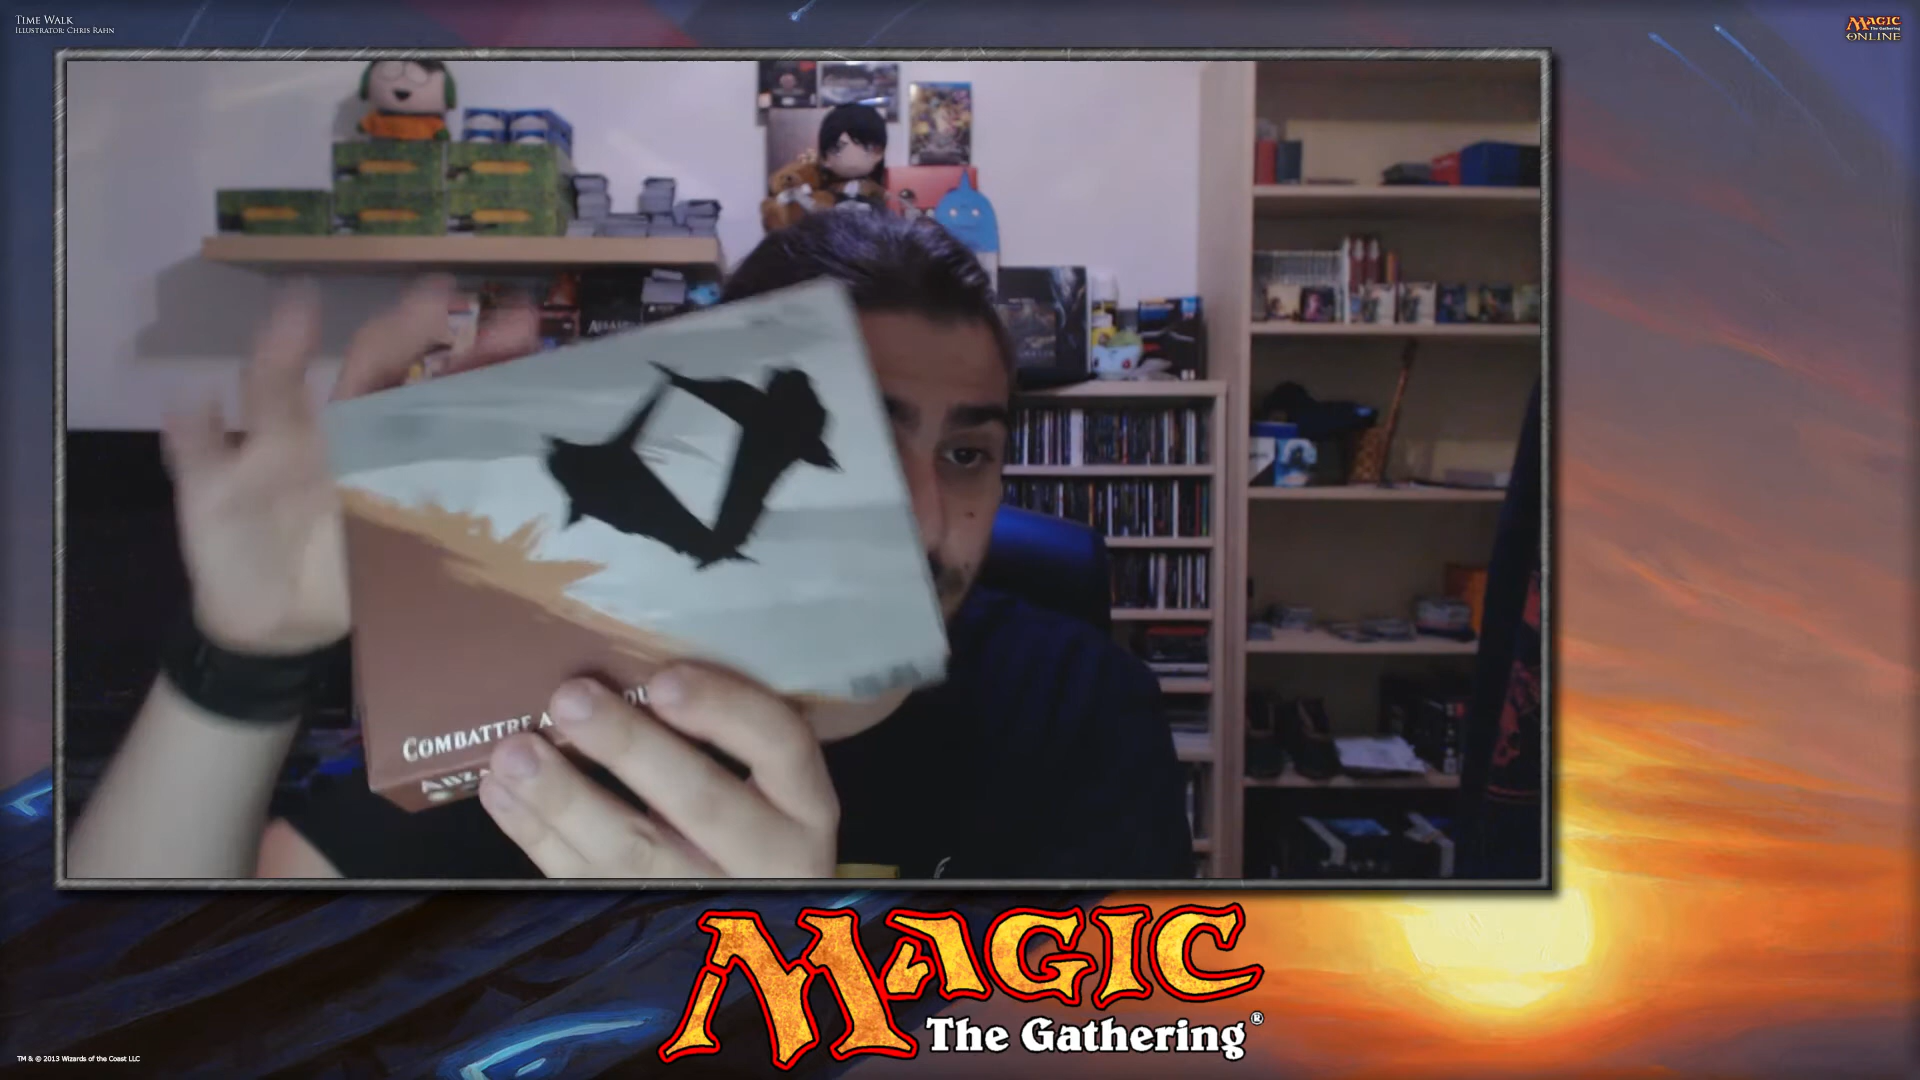 Time Walk
Illustrator: Chris Rahn
Magic
The Gathering
Online
Combattre a
Abza
Magic
The Gathering®
TM & © 2013 Wizards of the Coast LLC